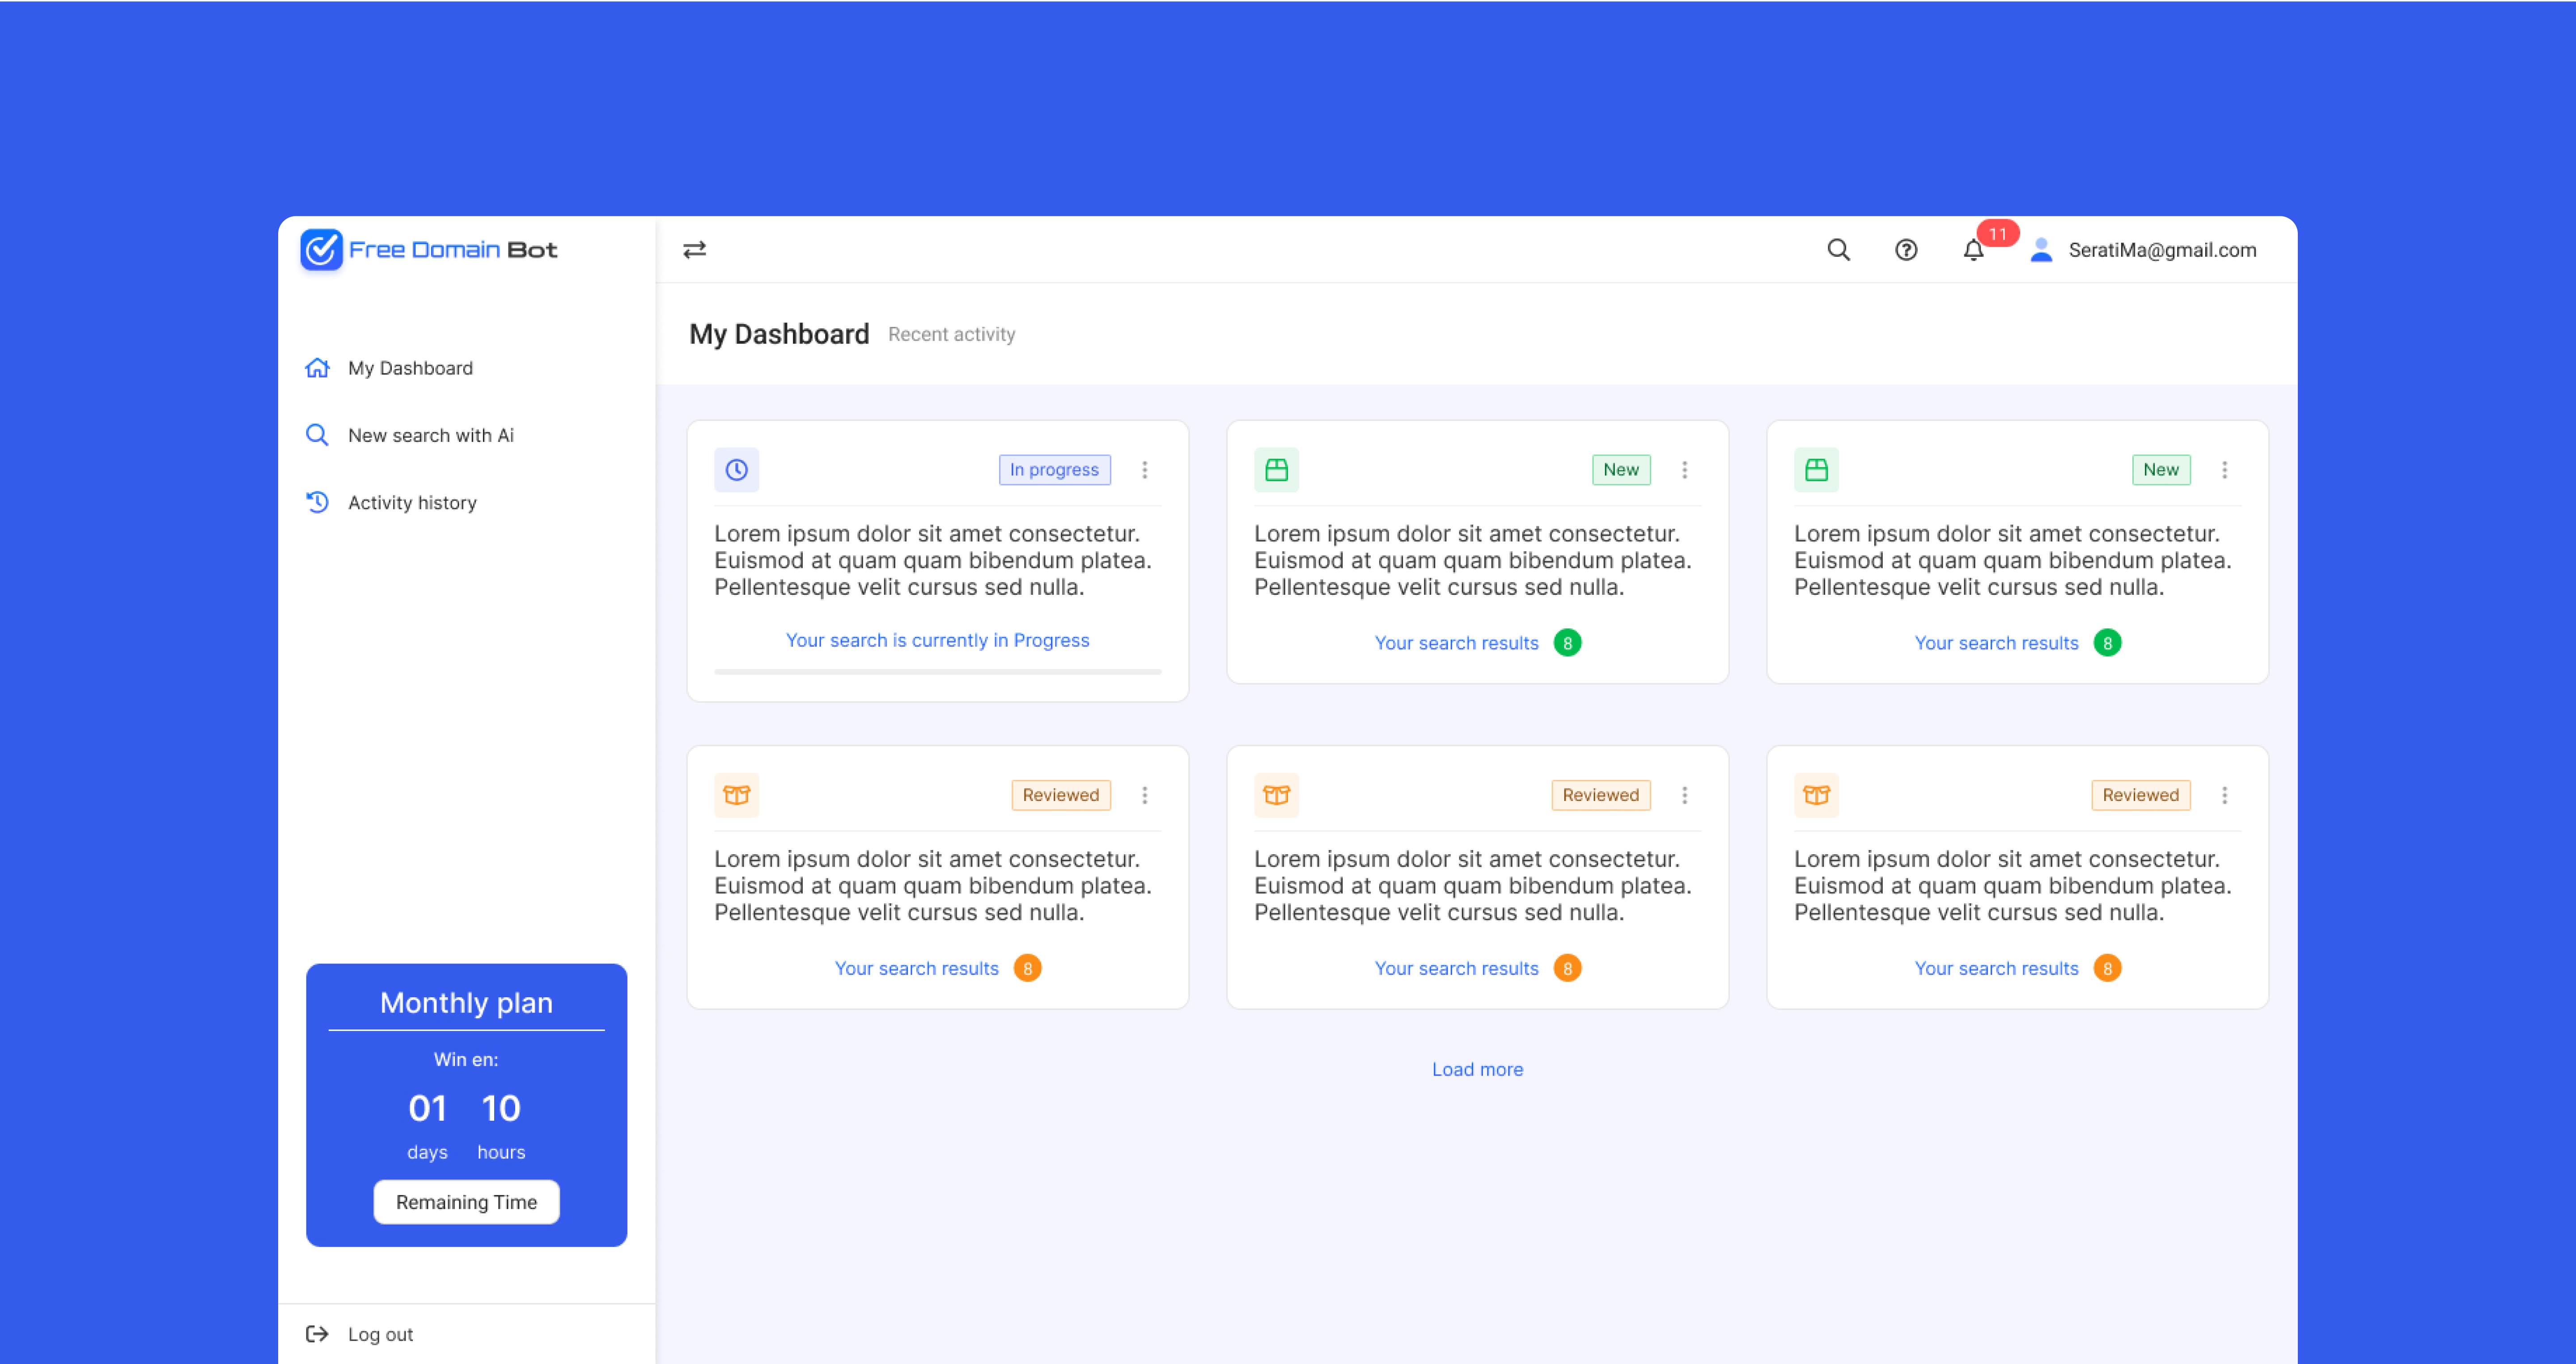 Free Domain Bot
11
SeratiMa@gmail.com
My Dashboard Recent activity
My Dashboard
New search with Ai
Activity history
In progress
Lorem ipsum dolor sit amet consectetur.
Euismod at quam quam bibendum platea.
Pellentesque velit cursus sed nulla.
Your search is currently in Progress
New
Lorem ipsum dolor sit amet consectetur.
Euismod at quam quam bibendum platea.
Pellentesque velit cursus sed nulla.
Your search results 8
New
Lorem ipsum dolor sit amet consectetur.
Euismod at quam quam bibendum platea.
Pellentesque velit cursus sed nulla.
Your search results 8
Reviewed
Lorem ipsum dolor sit amet consectetur.
Euismod at quam quam bibendum platea.
Pellentesque velit cursus sed nulla.
Your search results 8
Reviewed
Lorem ipsum dolor sit amet consectetur.
Euismod at quam quam bibendum platea.
Pellentesque velit cursus sed nulla.
Your search results 8
Reviewed
Lorem ipsum dolor sit amet consectetur.
Euismod at quam quam bibendum platea.
Pellentesque velit cursus sed nulla.
Your search results 8
Load more
Monthly plan
Win en:
01 10
days hours
Remaining Time
Log out